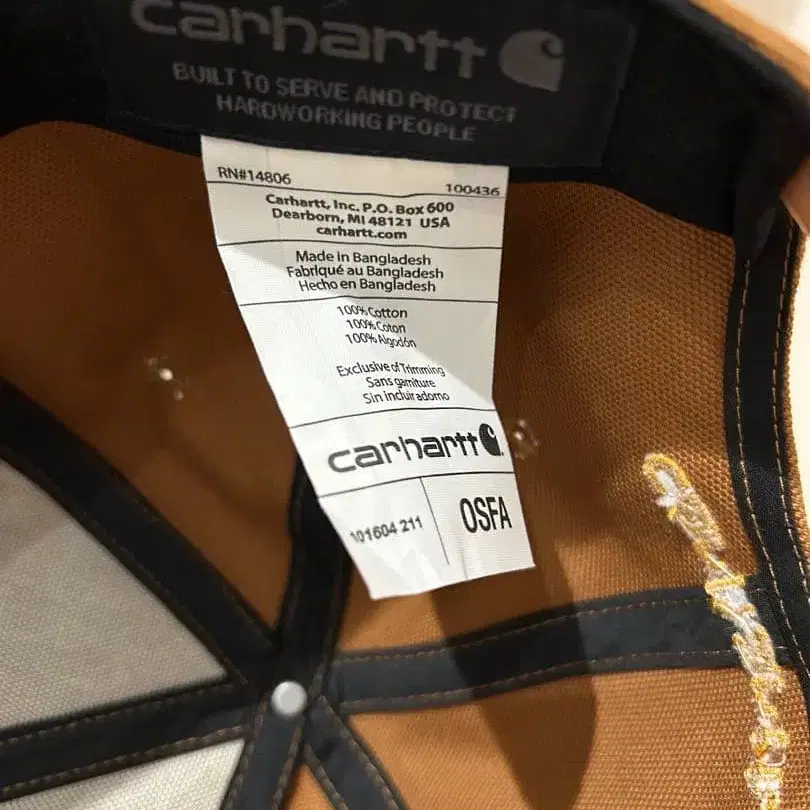 carhartt
BUILT TO SERVE AND PROTECT
HARDWORKING PEOPLE
RN#14806
100436
Carhartt, Inc. P.O. Box 600
Dearborn, MI 48121 USA
carhartt.com
Made in Bangladesh
Fabriqué au Bangladesh
Hecho en Bangladesh
100% Cotton
100% Coton
100% Algodón
Exclusive of Trimming
Sans garniture
Sin incluir adorno
carhartt
101604 211
OSFA